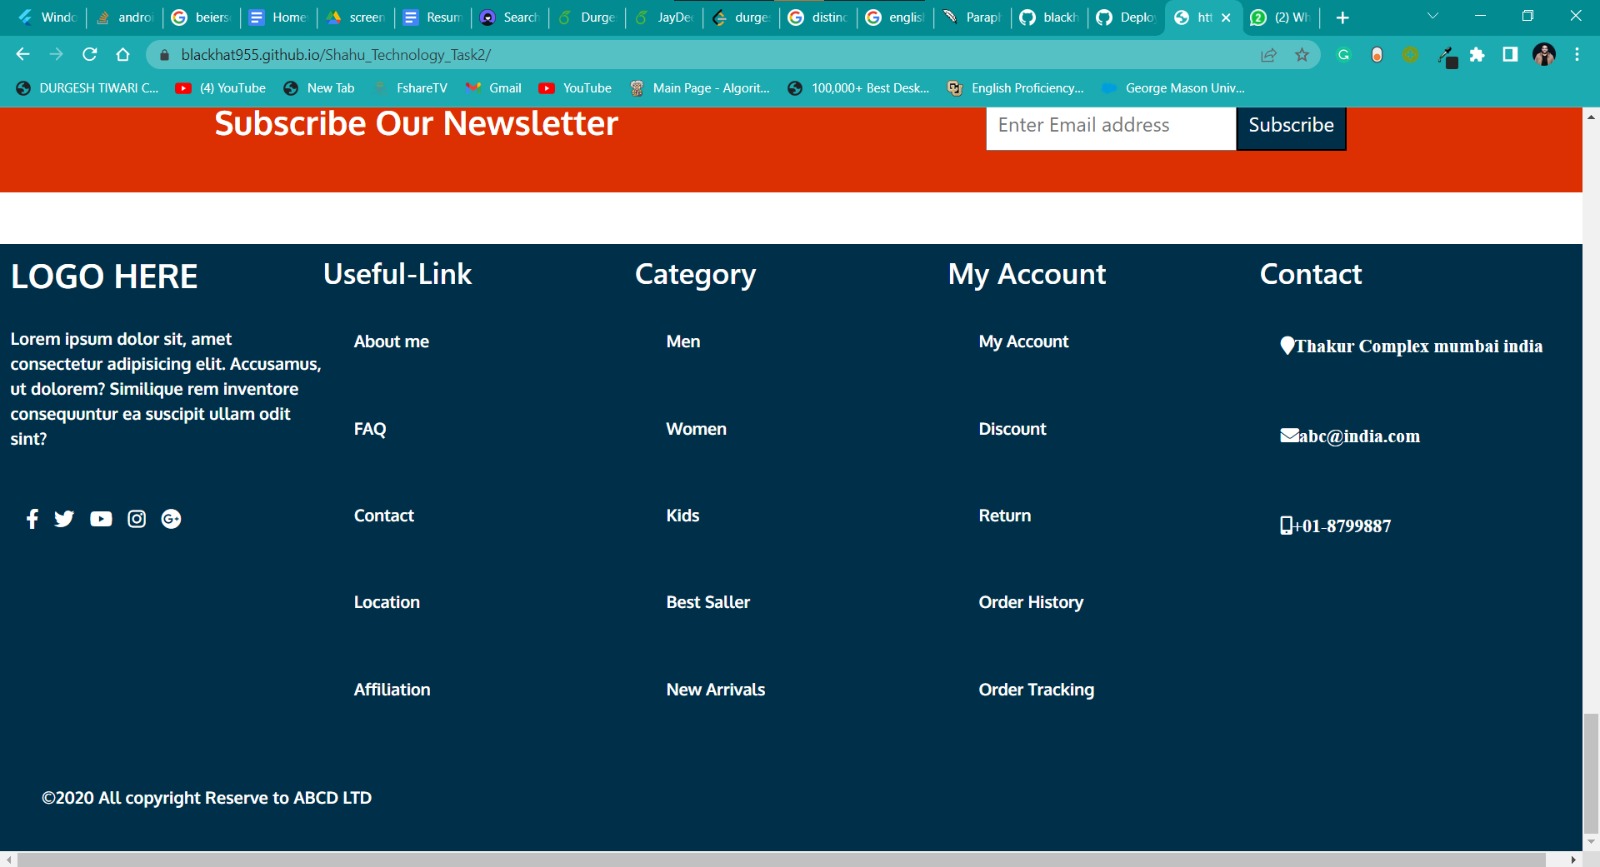 Windo
androi
beiers
Home
screen
Resum
Search
Durge
JayDee
durge
distinc
english
Paraph
blackh
Deploy
htt
(2) Wh
blackhat955.github.io/Shahu_Technology_Task2/
DURGESH TIWARI C...
(4) YouTube
New Tab
FshareTV
Gmail
YouTube
Main Page - Algorit...
100,000+ Best Desk...
English Proficiency...
George Mason Univ...
Subscribe Our Newsletter
Enter Email address
Subscribe
LOGO HERE
Lorem ipsum dolor sit, amet
consectetur adipisicing elit. Accusamus,
ut dolorem? Similique rem inventore
consequuntur ea suscipit ullam odit
sint?
Useful-Link
About me
FAQ
Contact
Location
Affiliation
Category
Men
Women
Kids
Best Saller
New Arrivals
My Account
My Account
Discount
Return
Order History
Order Tracking
Contact
Thakur Complex mumbai india
abc@india.com
+01-8799887
©2020 All copyright Reserve to ABCD LTD